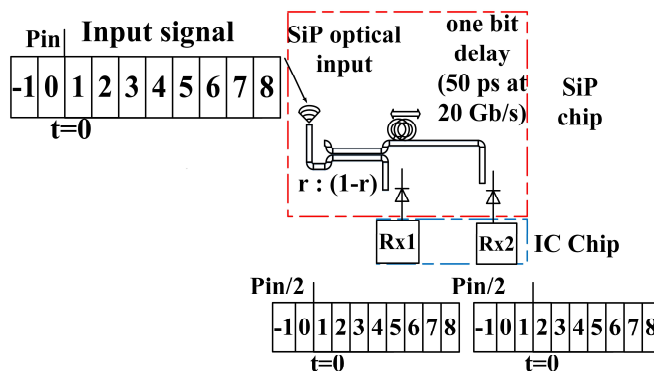 Pin Input signal
-1 0 1 2 3 4 5 6 7 8
t=0
SiP optical
input
one bit
delay
(50 ps at
20 Gb/s)
SiP
chip
r : (1-r)
Rx1
Rx2
IC Chip
Pin/2
-1 0 1 2 3 4 5 6 7 8
t=0
Pin/2
-1 0 1 2 3 4 5 6 7 8
t=0